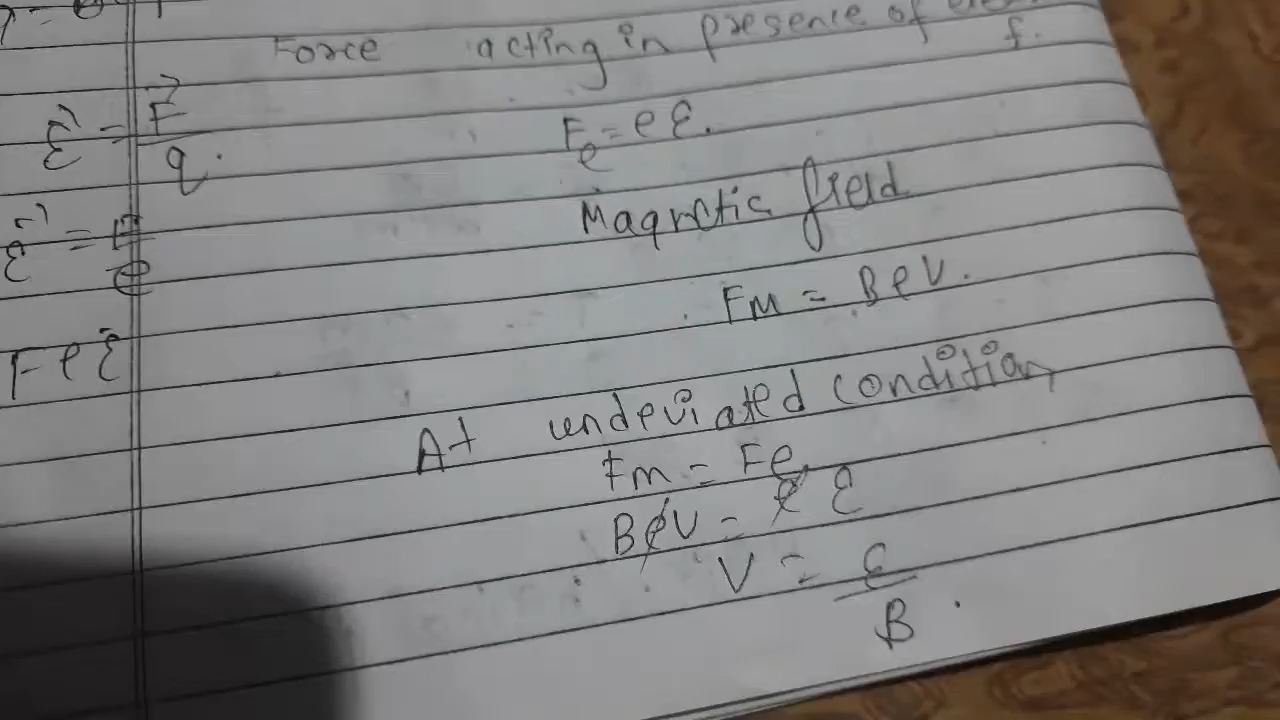 Force acting in presence of
f.
ε⃗ = F⃗/q.
Fe = eε.
Magnetic field
ε⃗ = F/e
FM = BeV.
F = eε⃗
At undeviated condition
Fm = Fe
BeV = eε
V = ε/B.